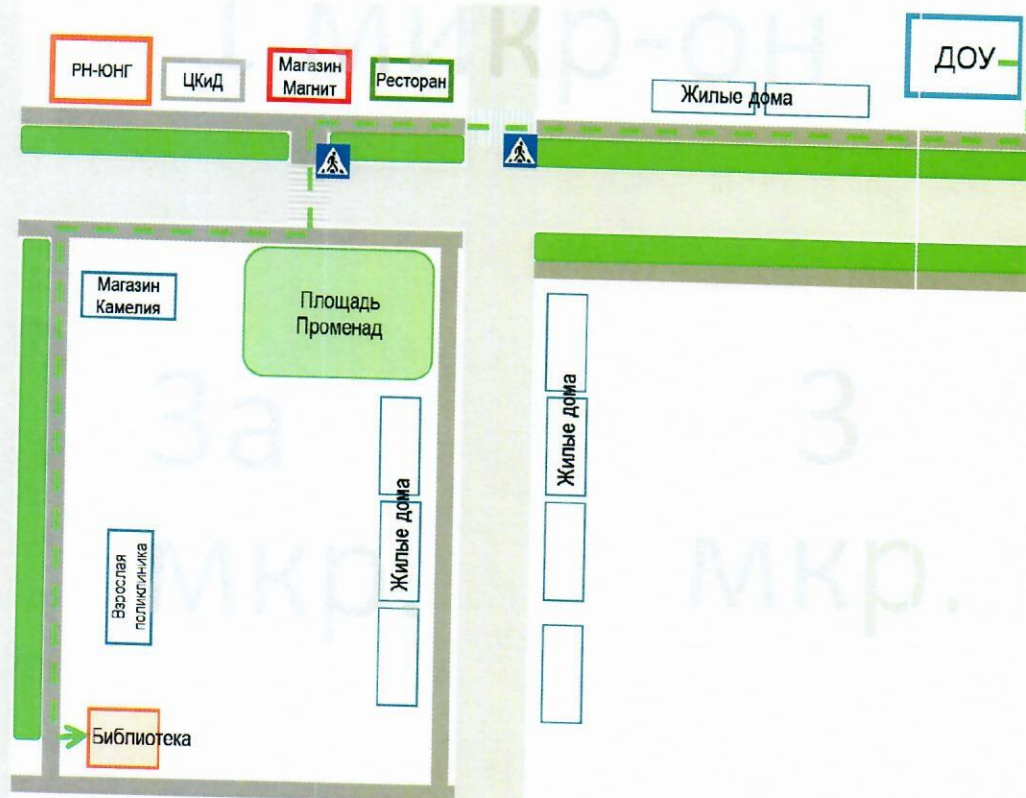 1 микр-он
РН-ЮНГ
ЦКиД
Магазин
Магнит
Ресторан
Жилые дома
ДОУ
Магазин
Камелия
Площадь
Променад
3а
мкр.
3
мкр.
Жилые дома
Жилые дома
Взрослая
поликлиника
Библиотека